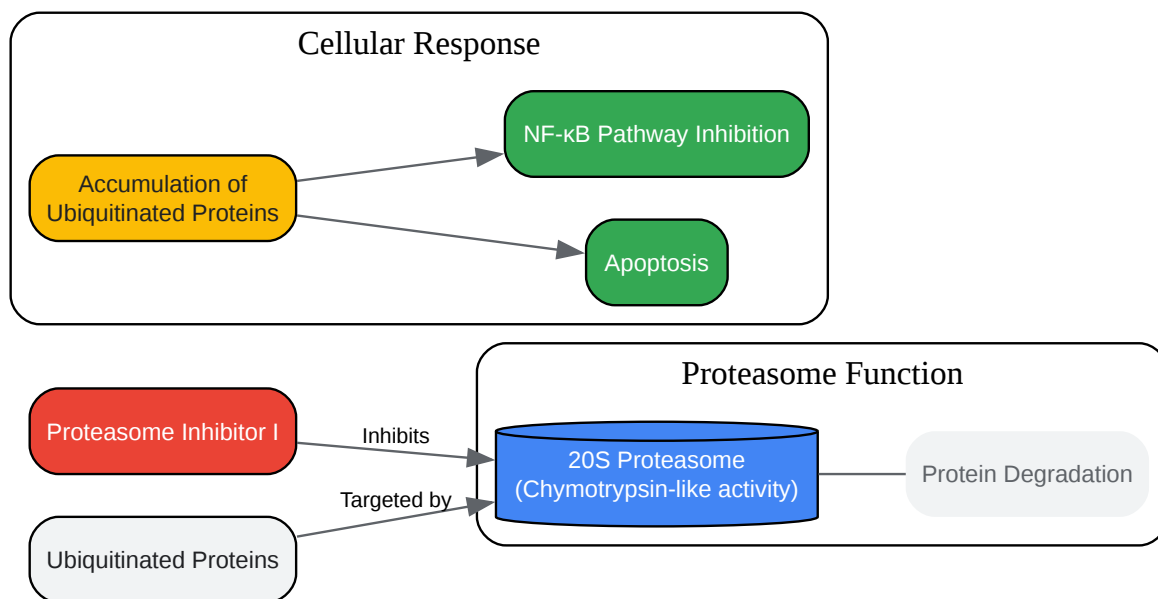 Cellular Response
NF-κB Pathway Inhibition
Accumulation of
Ubiquitinated Proteins
Apoptosis
Proteasome Function
Proteasome Inhibitor I
Inhibits
20S Proteasome
(Chymotrypsin-like activity)
Protein Degradation
Targeted by
Ubiquitinated Proteins